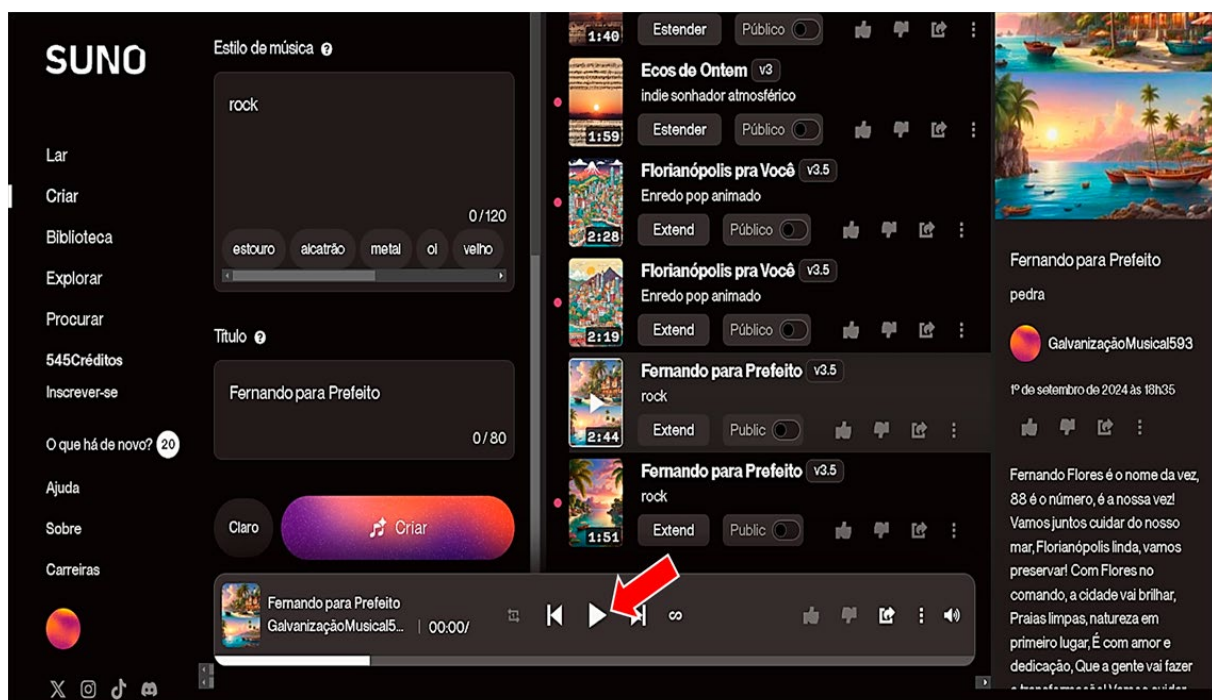 SUNO
Lar
Criar
Biblioteca
Explorar
Procurar
545Créditos
Inscrever-se
O que há de novo? 20
Ajuda
Sobre
Carreiras
Estilo de música
rock
0/120
estouro alcatrão metal ol velho
Título
Fernando para Prefeito
0/80
Claro
Criar
1:40
Estender Público
Ecos de Ontem v3
indie sonhador atmosférico
1:59
Estender Público
Florianópolis pra Você v3.5
Enredo pop animado
2:28
Extend Público
Florianópolis pra Você v3.5
Enredo pop animado
2:19
Extend Público
Fernando para Prefeito v3.5
rock
2:44
Extend Public
Fernando para Prefeito v3.5
rock
1:51
Extend Public
Fernando para Prefeito
pedra
GalvanizaçãoMusical593
1º de setembro de 2024 às 18h35
Fernando Flores é o nome da vez,
88 é o número, é a nossa vez!
Vamos juntos cuidar do nosso
mar, Florianópolis linda, vamos
preservar! Com Flores no
comando, a cidade vai brilhar,
Praias limpas, natureza em
primeiro lugar, É com amor e
dedicação, Que a gente vai fazer
Fernando para Prefeito
GalvanizaçãoMusical5... 00:00/